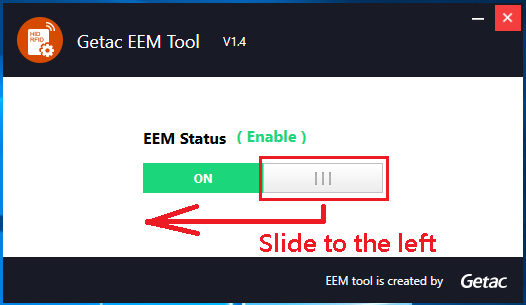 HID
RFID
Getac EEM Tool V1.4
EEM Status ( Enable )
ON
Slide to the left
EEM tool is created by Getac